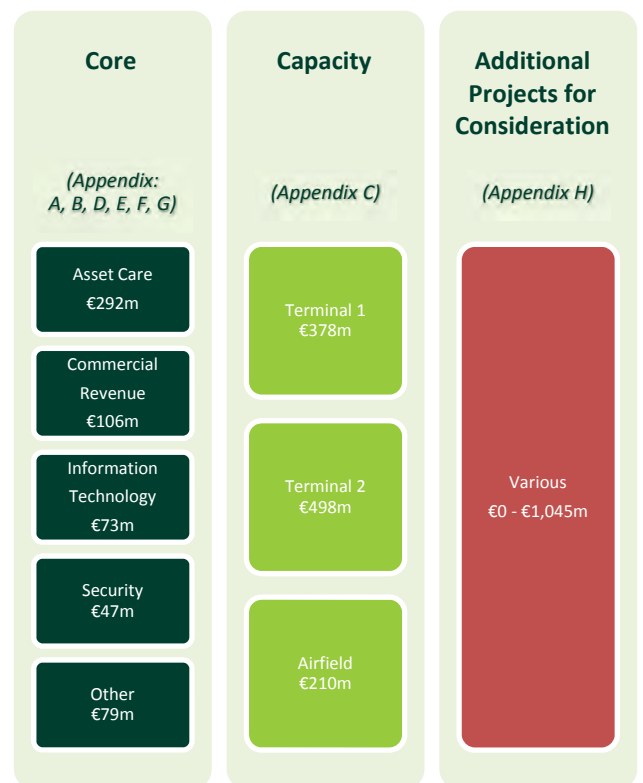 Core
(Appendix:
A, B, D, E, F, G)
Asset Care
€292m
Commercial
Revenue
€106m
Information
Technology
€73m
Security
€47m
Other
€79m
Capacity
(Appendix C)
Terminal 1
€378m
Terminal 2
€498m
Airfield
€210m
Additional
Projects for
Consideration
(Appendix H)
Various
€0 - €1,045m